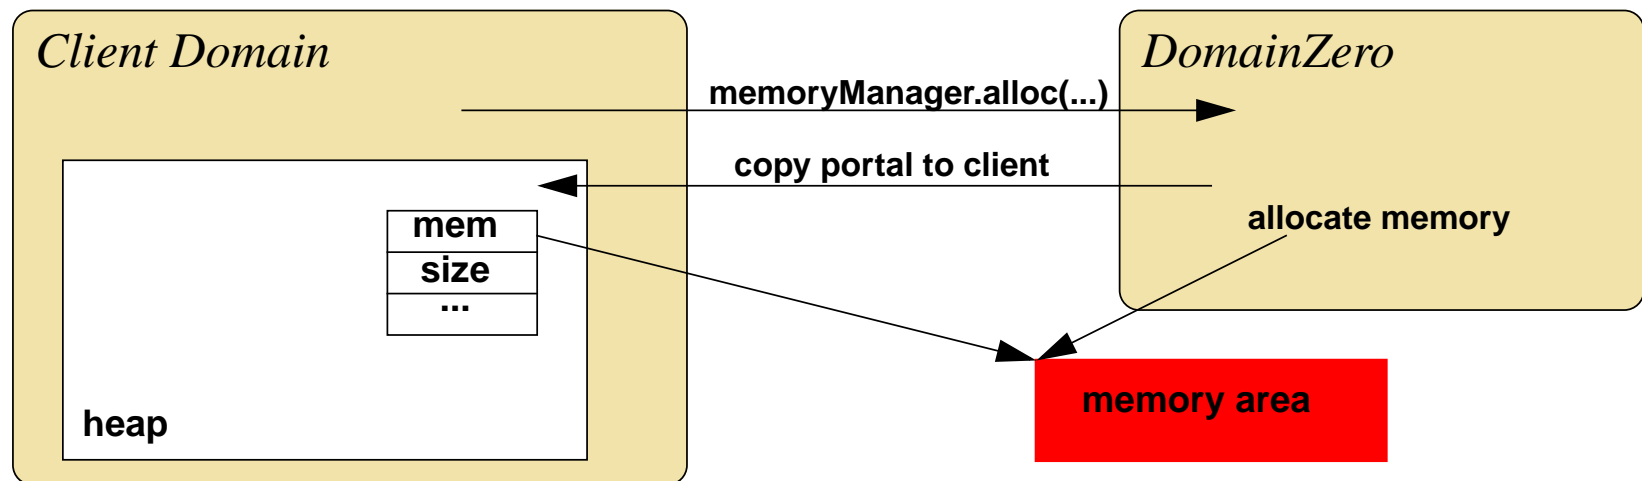 Client Domain
DomainZero
memoryManager.alloc(...)
copy portal to client
allocate memory
mem
size
...
memory area
heap